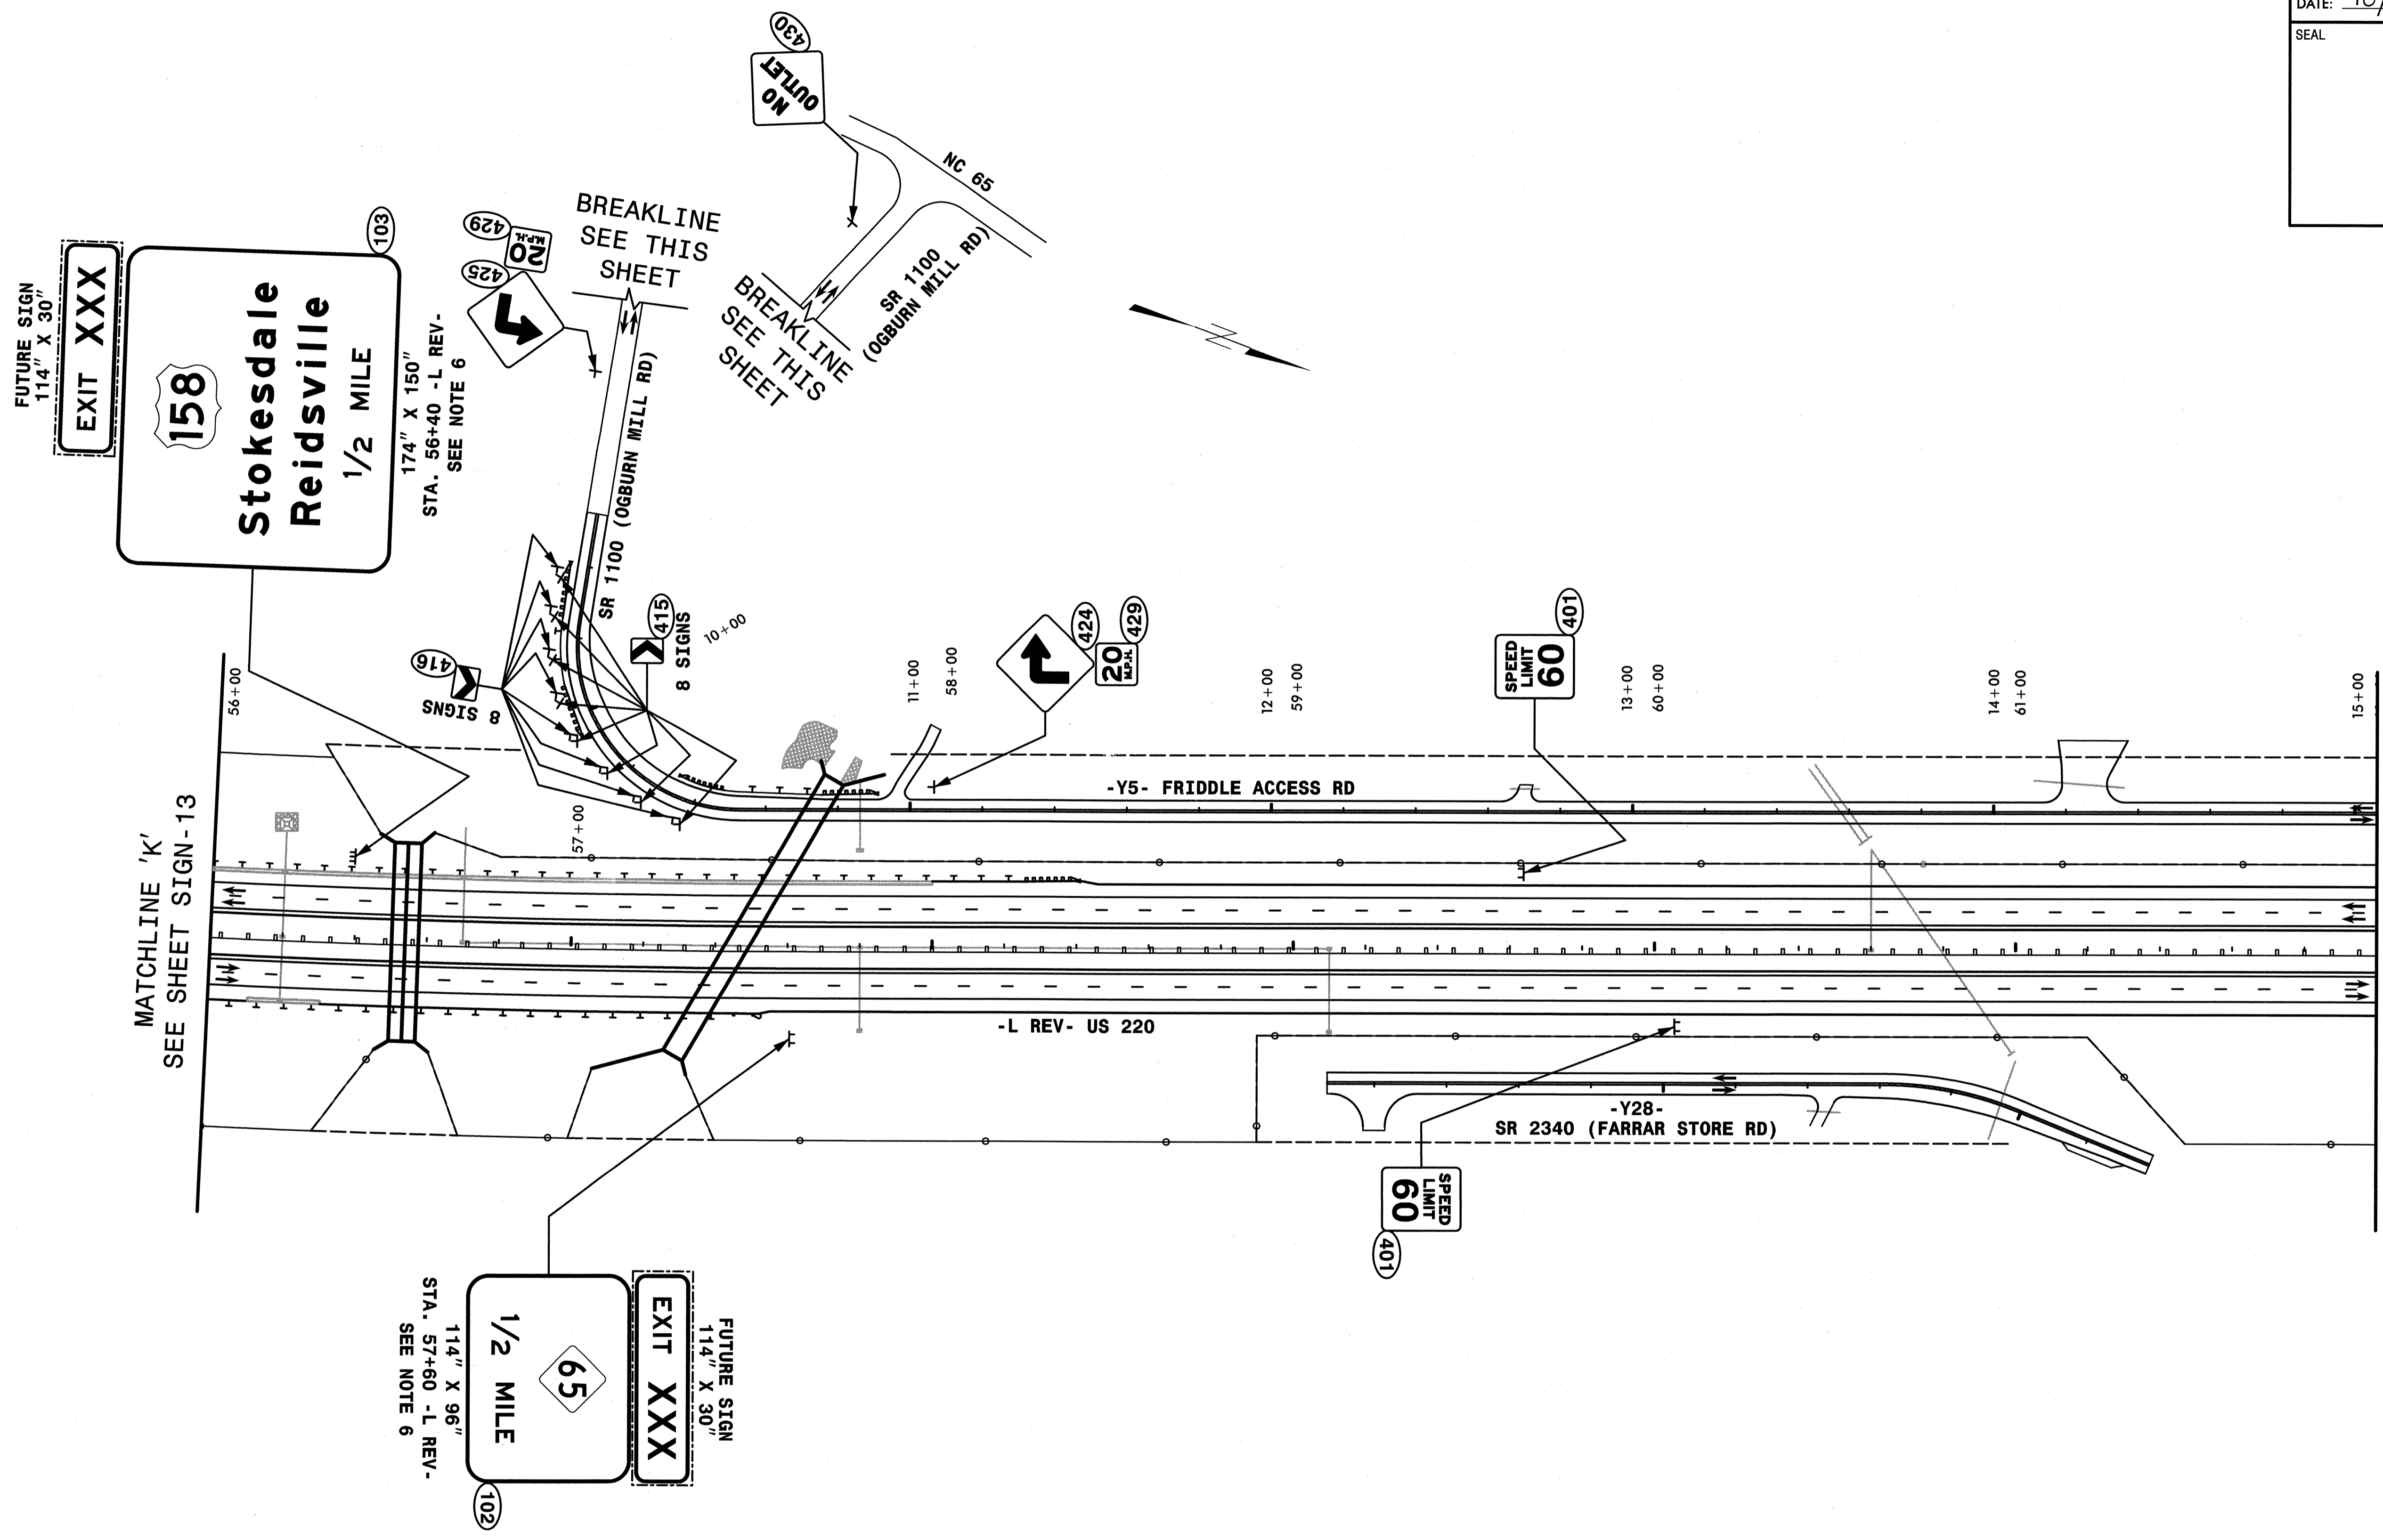 DATE:
SEAL
430
NO
OUTLET
NC 65
SR 1100
(OGBURN MILL RD)
BREAKLINE
SEE THIS
SHEET
BREAKLINE
SEE THIS
SHEET
429
20
M.P.H.
425
SR 1100 (OGBURN MILL RD)
103
FUTURE SIGN
114" X 30"
EXIT XXX
158
Stokesdale
Reidsville
1/2 MILE
174" X 150"
STA. 56+40 -L REV-
SEE NOTE 6
416
8 SIGNS
415
8 SIGNS
10+00
424
429
20
M.P.H.
401
SPEED
LIMIT
60
56+00
57+00
11+00
58+00
12+00
59+00
13+00
60+00
14+00
61+00
15+00
-Y5- FRIDDLE ACCESS RD
MATCHLINE 'K'
SEE SHEET SIGN-13
-L REV- US 220
-Y28-
SR 2340 (FARRAR STORE RD)
SPEED
LIMIT
60
401
FUTURE SIGN
114" X 30"
EXIT XXX
65
1/2 MILE
114" X 96"
STA. 57+60 -L REV-
SEE NOTE 6
102